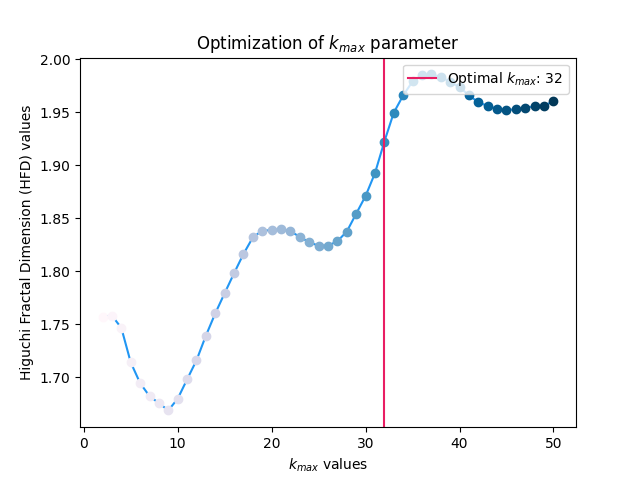 Optimization of k_max parameter
Optimal k_max: 32
Higuchi Fractal Dimension (HFD) values
2.00
1.95
1.90
1.85
1.80
1.75
1.70
0 10 20 30 40 50
k_max values